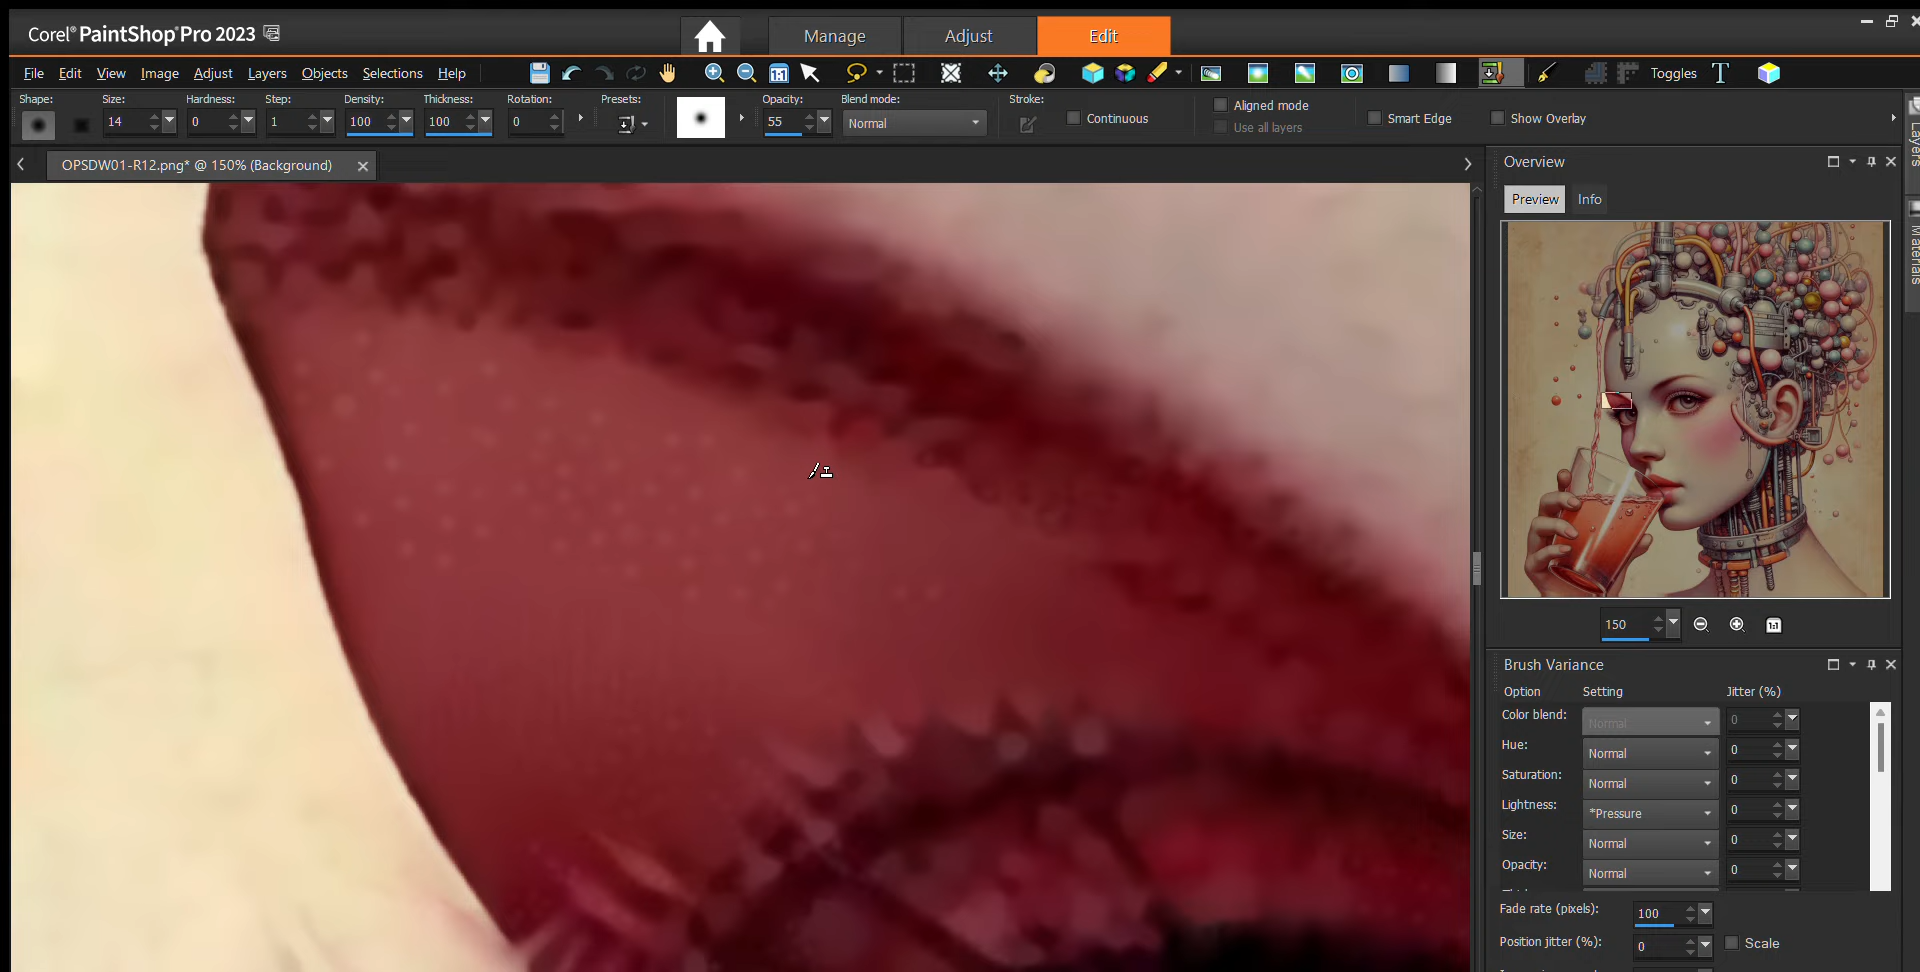 Corel® PaintShop® Pro 2023
Manage
Adjust
Edit
File Edit View Image Adjust Layers Objects Selections Help
1:1
Toggles
Shape: Size: Hardness: Step: Density: Thickness: Rotation: Presets: Opacity: Blend mode: Stroke:
14 0 1 100 100 0 55 Normal
Continuous
Aligned mode
Use all layers
Smart Edge
Show Overlay
OPSDW01-R12.png* @ 150% (Background)
Overview
Preview Info
150
1:1
Brush Variance
Option Setting Jitter (%)
Color blend: Normal 0
Hue: Normal 0
Saturation: Normal 0
Lightness: *Pressure 0
Size: Normal 0
Opacity: Normal 0
Fade rate (pixels): 100
Position jitter (%): 0 Scale
Layers
Materials